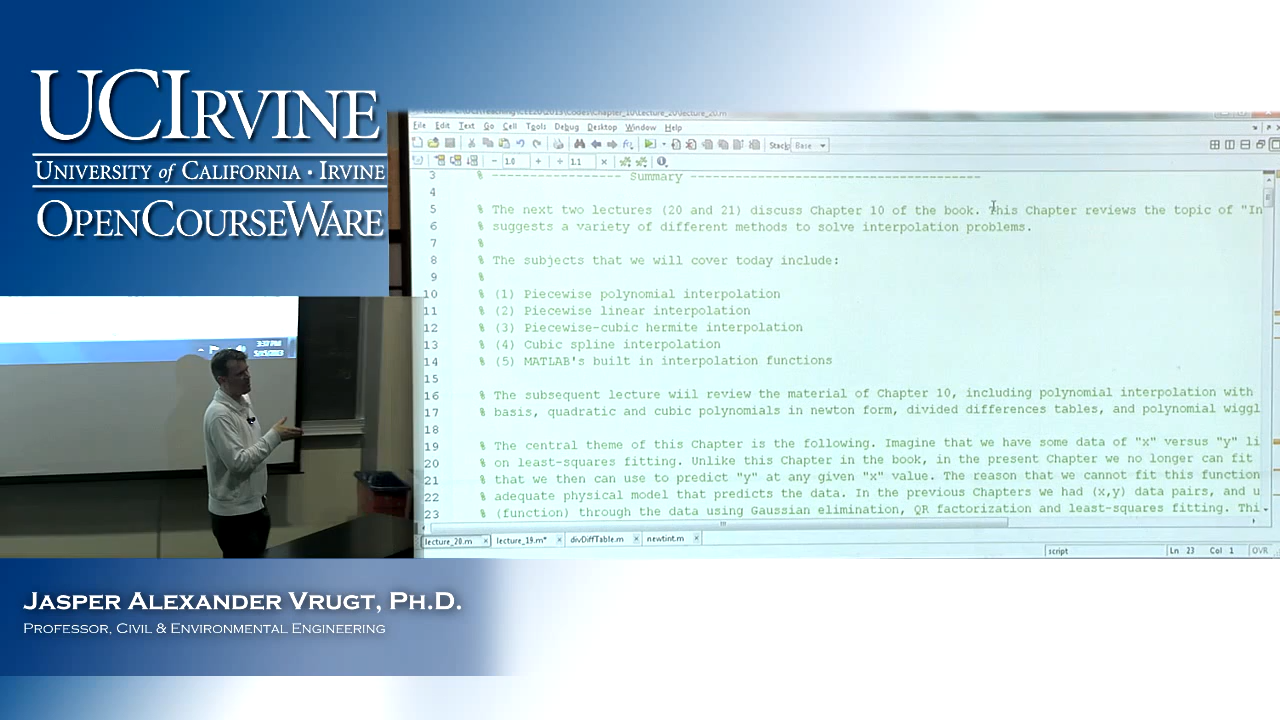 UCIRVINE
UNIVERSITY of CALIFORNIA · IRVINE
OPENCOURSEWARE
File Edit Text Go Cell Tools Debug Desktop Window Help
Stack: Base
1.0 + ÷ 1.1 ×
3 % ----------------- Summary --------------------------------------
4
5 % The next two lectures (20 and 21) discuss Chapter 10 of the book. This Chapter reviews the topic of "In
6 % suggests a variety of different methods to solve interpolation problems.
7 %
8 % The subjects that we will cover today include:
9 %
10 % (1) Piecewise polynomial interpolation
11 % (2) Piecewise linear interpolation
12 % (3) Piecewise-cubic hermite interpolation
13 % (4) Cubic spline interpolation
14 % (5) MATLAB's built in interpolation functions
15
16 % The subsequent lecture wiil review the material of Chapter 10, including polynomial interpolation with
17 % basis, quadratic and cubic polynomials in newton form, divided differences tables, and polynomial wiggl
18
19 % The central theme of this Chapter is the following. Imagine that we have some data of "x" versus "y" li
20 % on least-squares fitting. Unlike this Chapter in the book, in the present Chapter we no longer can fit
21 % that we then can use to predict "y" at any given "x" value. The reason that we cannot fit this function
22 % adequate physical model that predicts the data. In the previous Chapters we had (x,y) data pairs, and u
23 % (function) through the data using Gaussian elimination, QR factorization and least-squares fitting. Thi
lecture_20.m × lecture_19.m* × divDiffTable.m × newtint.m ×
script Ln 23 Col 1 OVR
JASPER ALEXANDER VRUGT, PH.D.
PROFESSOR, CIVIL & ENVIRONMENTAL ENGINEERING